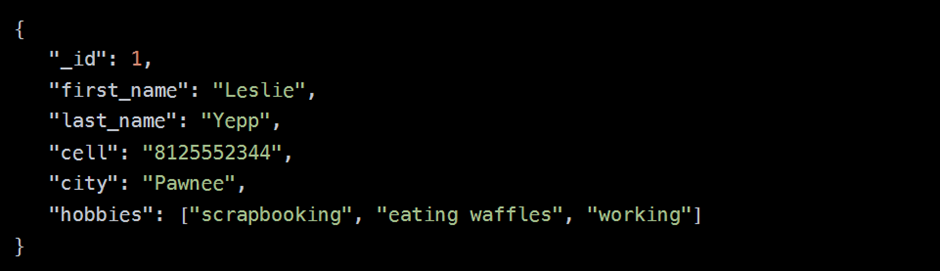 {
"_id": 1,
"first_name": "Leslie",
"last_name": "Yepp",
"cell": "8125552344",
"city": "Pawnee",
"hobbies": ["scrapbooking", "eating waffles", "working"]
}